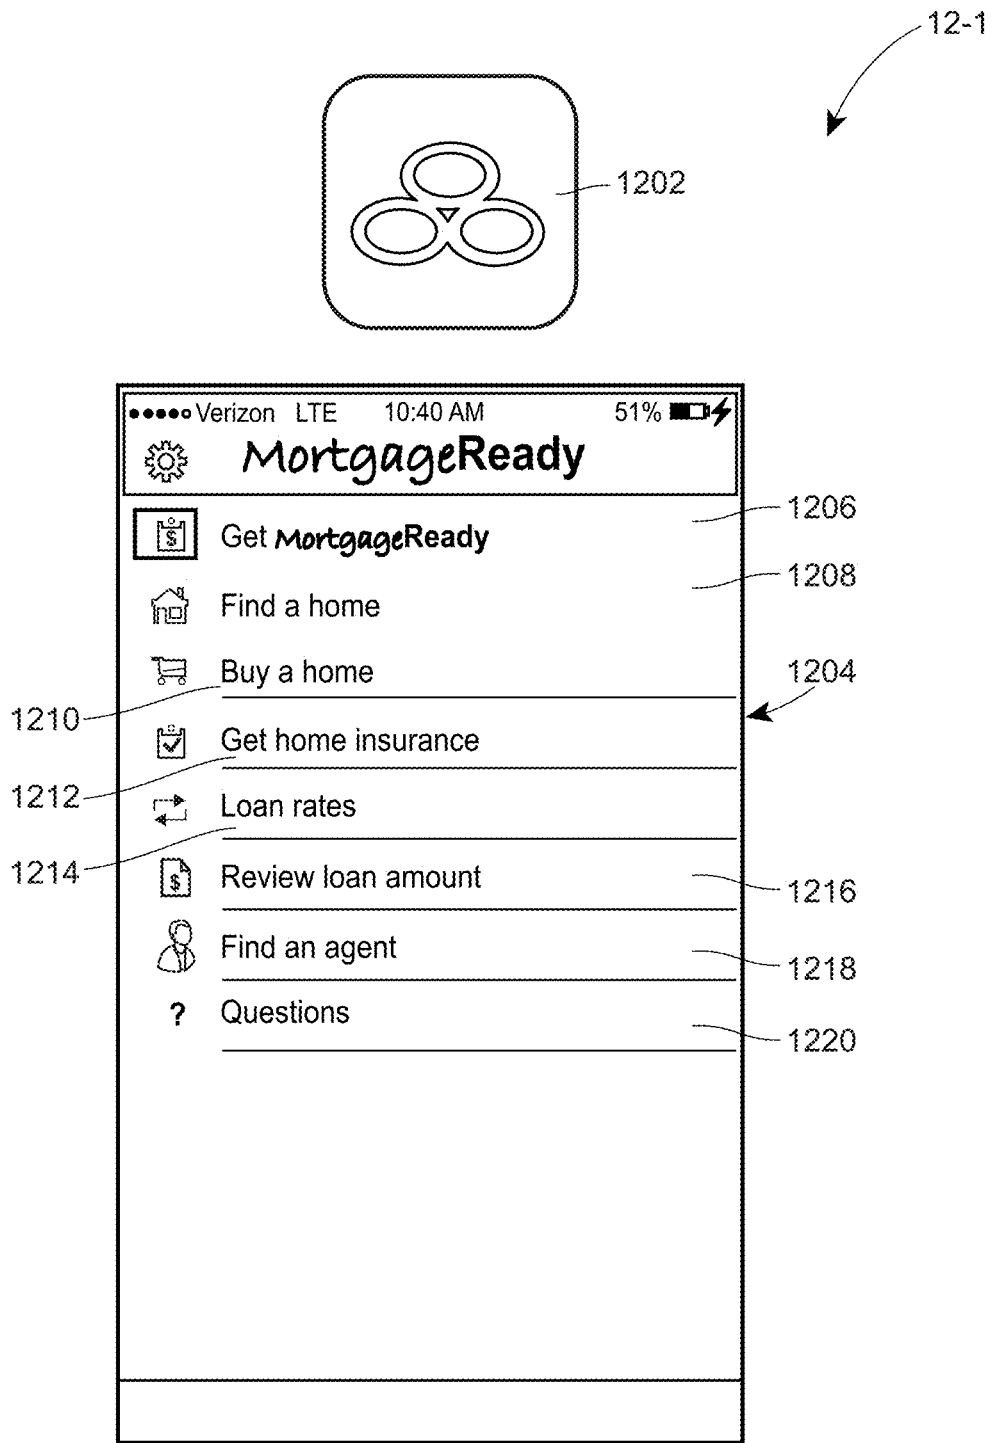 12-1
1202
Verizon LTE 10:40 AM 51%
MortgageReady
1206
Get MortgageReady
1208
Find a home
1204
Buy a home
1210
Get home insurance
1212
Loan rates
1214
Review loan amount
1216
Find an agent
1218
? Questions
1220